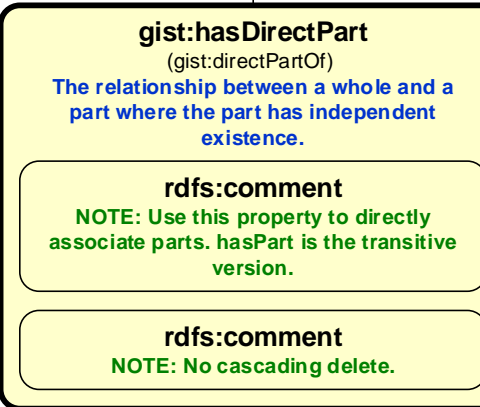 gist:hasDirectPart
(gist:directPartOf)
The relationship between a whole and a
part where the part has independent
existence.
rdfs:comment
NOTE: Use this property to directly
associate parts. hasPart is the transitive
version.
rdfs:comment
NOTE: No cascading delete.